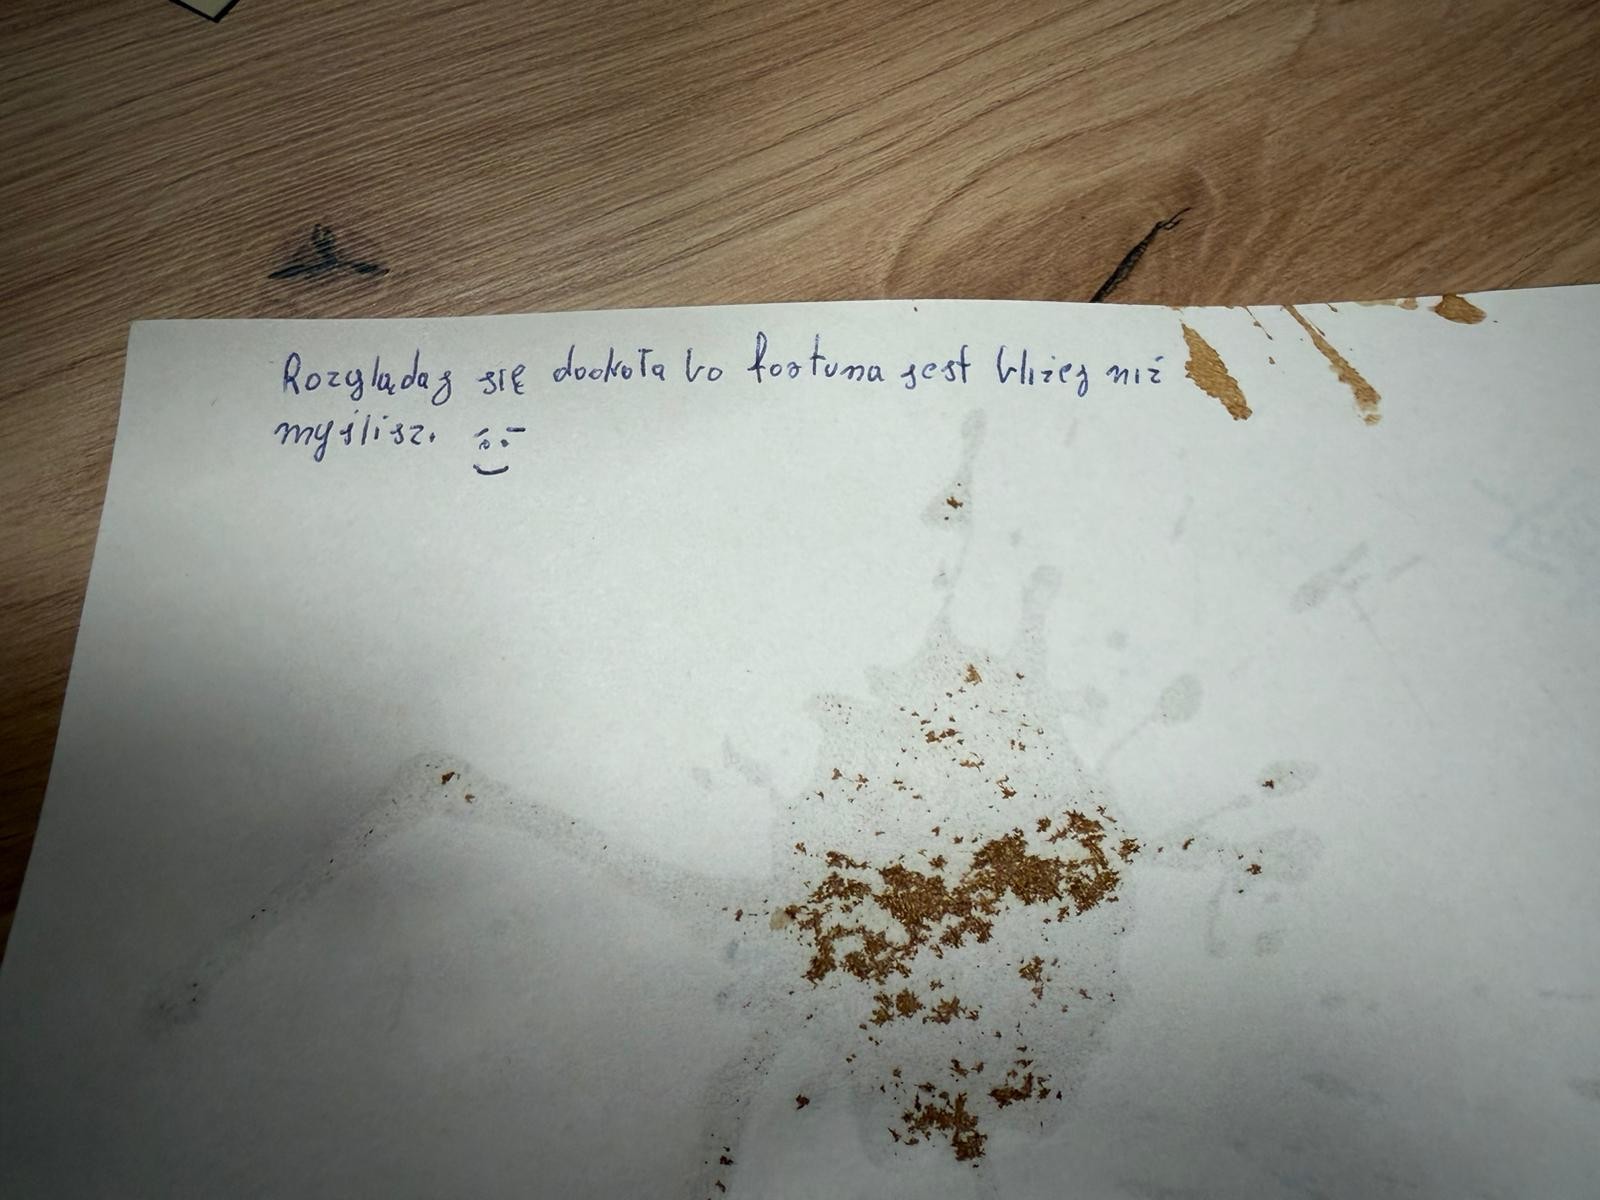 Rozglądaj się dookoła bo fortuna jest bliżej niż
myślisz.